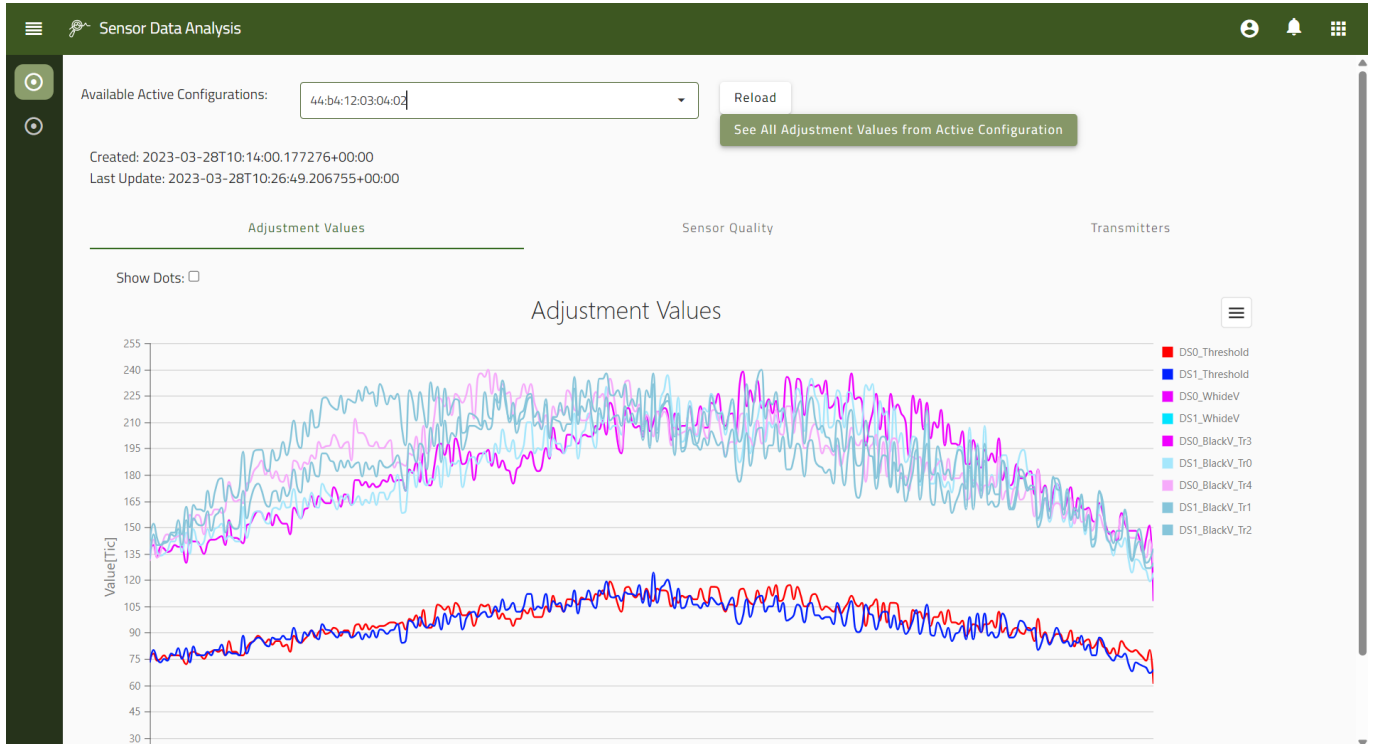 Sensor Data Analysis
Available Active Configurations:
44:b4:12:03:04:02
Reload
See All Adjustment Values from Active Configuration
Created: 2023-03-28T10:14:00.177276+00:00
Last Update: 2023-03-28T10:26:49.206755+00:00
Adjustment Values
Sensor Quality
Transmitters
Show Dots:
Adjustment Values
Value[Tic]
255
240
225
210
195
180
165
150
135
120
105
90
75
60
45
30
DS0_Threshold
DS1_Threshold
DS0_WhideV
DS1_WhideV
DS0_BlackV_Tr3
DS1_BlackV_Tr0
DS0_BlackV_Tr4
DS1_BlackV_Tr1
DS1_BlackV_Tr2